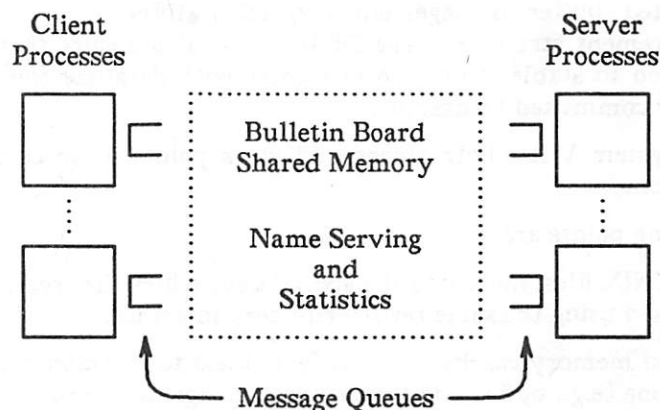 Client
Processes
Server
Processes
Bulletin Board
Shared Memory
Name Serving
and
Statistics
Message Queues